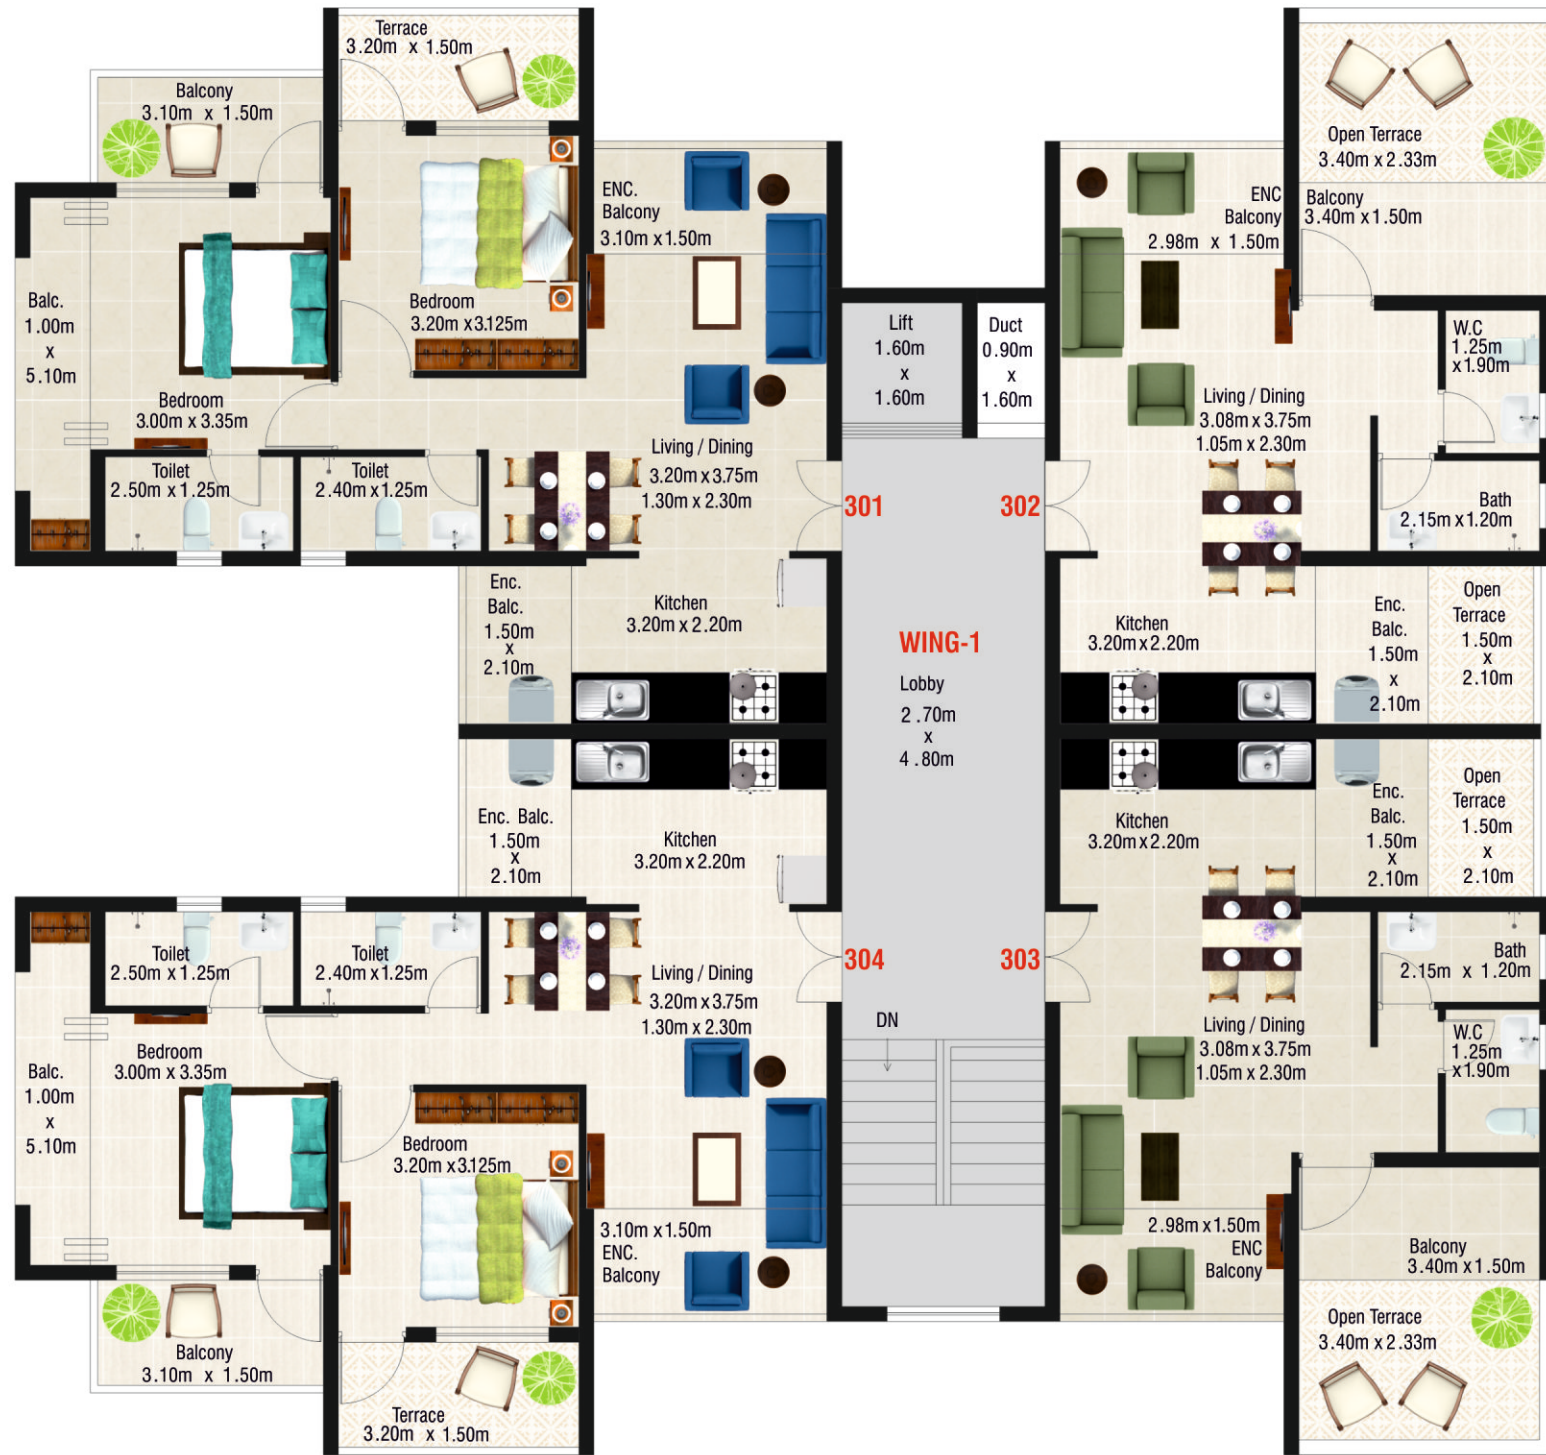 Terrace
3.20m x 1.50m
Balcony
3.10m x 1.50m
ENC.
Balcony
3.10m x 1.50m
Balc.
1.00m
x
5.10m
Bedroom
3.20m x 3.125m
Bedroom
3.00m x 3.35m
Toilet
2.50m x 1.25m
Toilet
2.40m x 1.25m
Living / Dining
3.20m x 3.75m
1.30m x 2.30m
301
Enc.
Balc.
1.50m
x
2.10m
Kitchen
3.20m x 2.20m
Lift
1.60m
x
1.60m
Duct
0.90m
x
1.60m
WING-1
Lobby
2.70m
x
4.80m
DN
Open Terrace
3.40m x 2.33m
Balcony
3.40m x 1.50m
ENC
Balcony
2.98m x 1.50m
W.C
1.25m
x 1.90m
Living / Dining
3.08m x 3.75m
1.05m x 2.30m
302
Bath
2.15m x 1.20m
Kitchen
3.20m x 2.20m
Enc.
Balc.
1.50m
x
2.10m
Open
Terrace
1.50m
x
2.10m
Enc. Balc.
1.50m
x
2.10m
Kitchen
3.20m x 2.20m
Toilet
2.50m x 1.25m
Toilet
2.40m x 1.25m
Living / Dining
3.20m x 3.75m
1.30m x 2.30m
304
Bedroom
3.00m x 3.35m
Balc.
1.00m
x
5.10m
Bedroom
3.20m x 3.125m
3.10m x 1.50m
ENC.
Balcony
Balcony
3.10m x 1.50m
Terrace
3.20m x 1.50m
Kitchen
3.20m x 2.20m
Enc.
Balc.
1.50m
x
2.10m
Open
Terrace
1.50m
x
2.10m
303
Bath
2.15m x 1.20m
Living / Dining
3.08m x 3.75m
1.05m x 2.30m
W.C
1.25m
x 1.90m
2.98m x 1.50m
ENC
Balcony
Balcony
3.40m x 1.50m
Open Terrace
3.40m x 2.33m